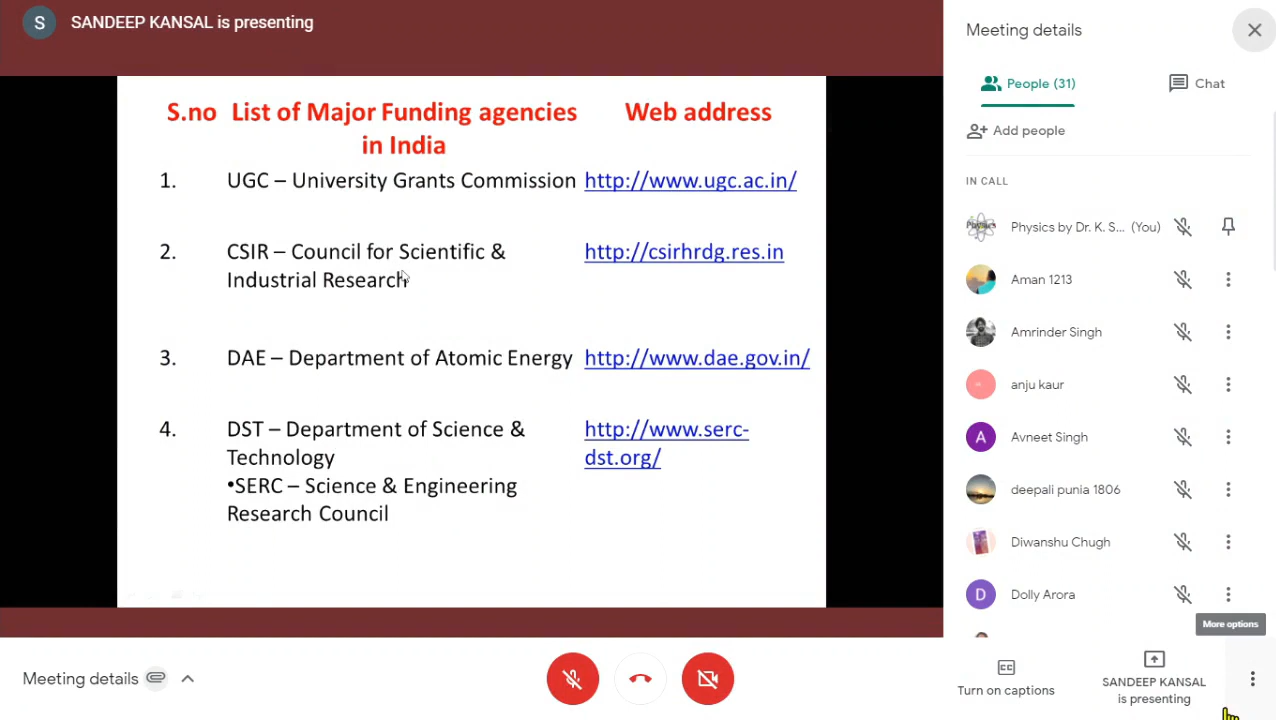 S
SANDEEP KANSAL is presenting
S.no List of Major Funding agencies in India Web address
1. UGC – University Grants Commission http://www.ugc.ac.in/
2. CSIR – Council for Scientific & http://csirhrdg.res.in
Industrial Research
3. DAE – Department of Atomic Energy http://www.dae.gov.in/
4. DST – Department of Science & http://www.serc-
Technology dst.org/
•SERC – Science & Engineering
Research Council
Meeting details
People (31) Chat
Add people
IN CALL
Physics by Dr. K. S... (You)
Aman 1213
Amrinder Singh
anju kaur
A Avneet Singh
deepali punia 1806
Diwanshu Chugh
D Dolly Arora
More options
Meeting details
CC
Turn on captions
SANDEEP KANSAL
is presenting